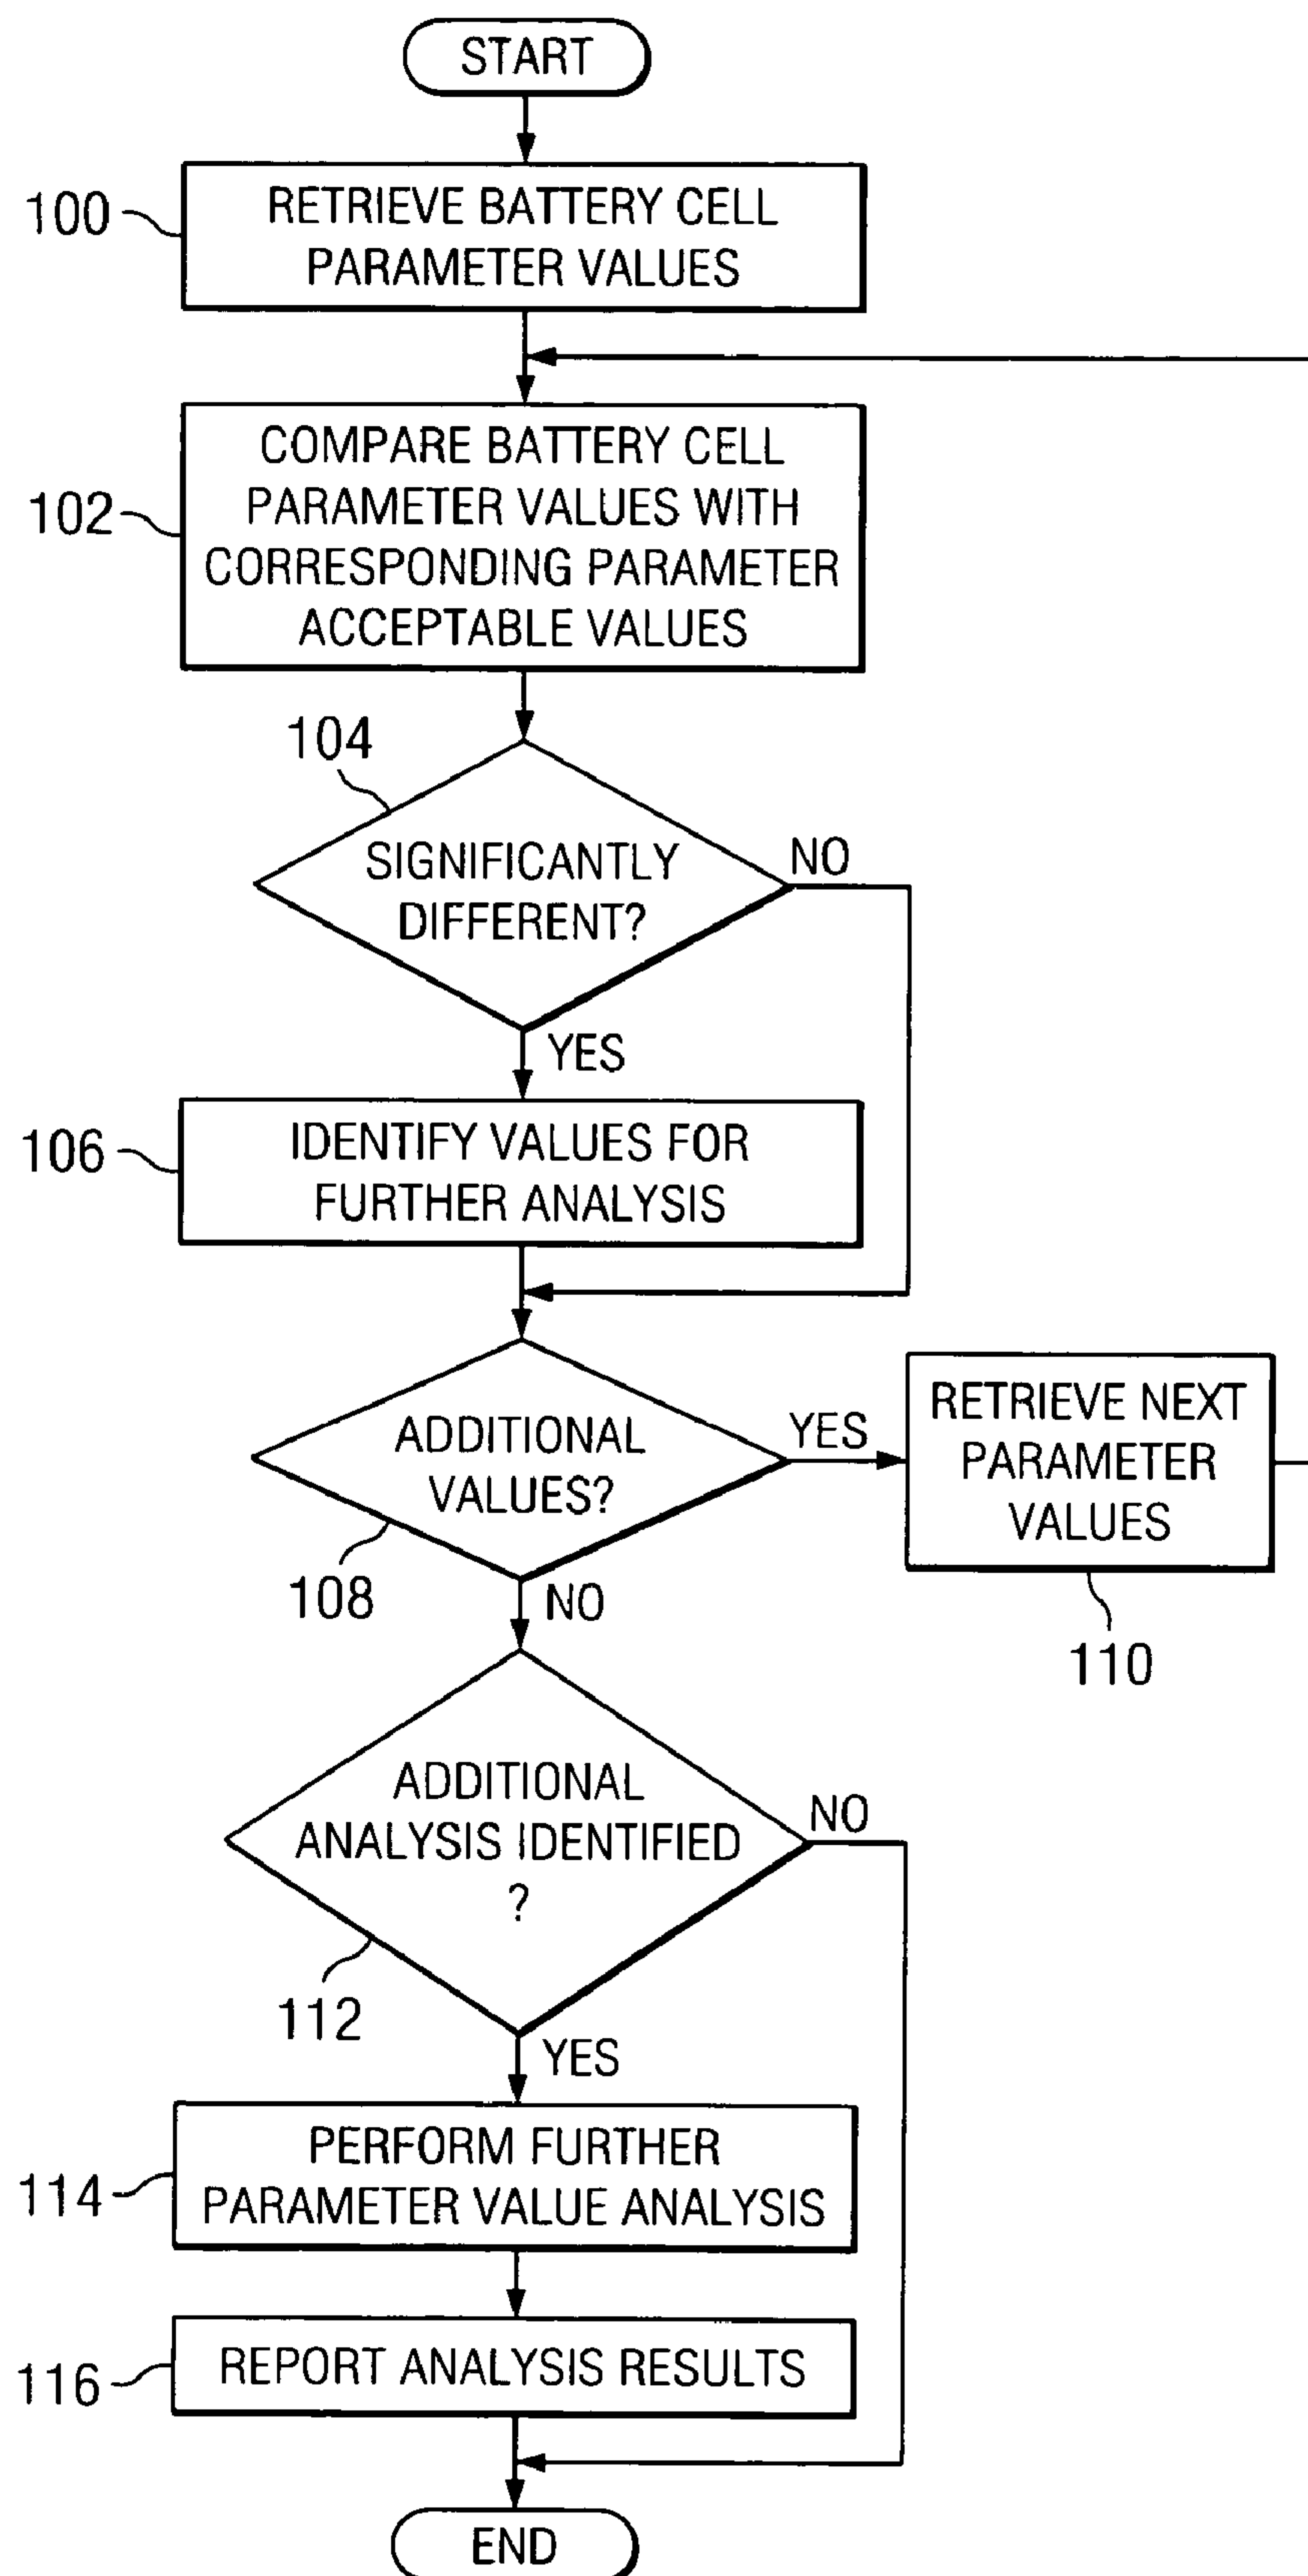 START
100
RETRIEVE BATTERY CELL
PARAMETER VALUES
102
COMPARE BATTERY CELL
PARAMETER VALUES WITH
CORRESPONDING PARAMETER
ACCEPTABLE VALUES
104
SIGNIFICANTLY
DIFFERENT?
NO
YES
106
IDENTIFY VALUES FOR
FURTHER ANALYSIS
ADDITIONAL
VALUES?
YES
RETRIEVE NEXT
PARAMETER
VALUES
108
NO
110
ADDITIONAL
ANALYSIS IDENTIFIED
?
NO
112
YES
114
PERFORM FURTHER
PARAMETER VALUE ANALYSIS
116
REPORT ANALYSIS RESULTS
END